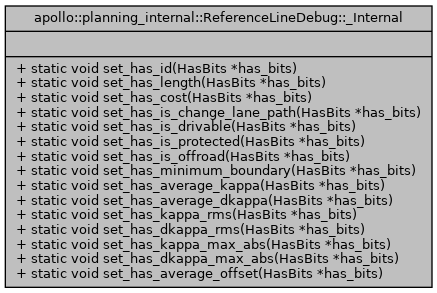 apollo::planning_internal::ReferenceLineDebug::_Internal
+ static void set_has_id(HasBits *has_bits)
+ static void set_has_length(HasBits *has_bits)
+ static void set_has_cost(HasBits *has_bits)
+ static void set_has_is_change_lane_path(HasBits *has_bits)
+ static void set_has_is_drivable(HasBits *has_bits)
+ static void set_has_is_protected(HasBits *has_bits)
+ static void set_has_is_offroad(HasBits *has_bits)
+ static void set_has_minimum_boundary(HasBits *has_bits)
+ static void set_has_average_kappa(HasBits *has_bits)
+ static void set_has_average_dkappa(HasBits *has_bits)
+ static void set_has_kappa_rms(HasBits *has_bits)
+ static void set_has_dkappa_rms(HasBits *has_bits)
+ static void set_has_kappa_max_abs(HasBits *has_bits)
+ static void set_has_dkappa_max_abs(HasBits *has_bits)
+ static void set_has_average_offset(HasBits *has_bits)